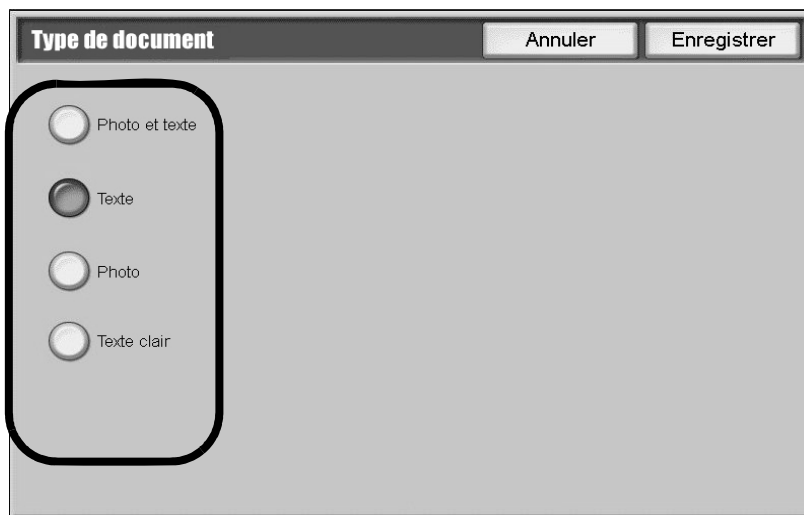 Type de document
Annuler
Enregistrer
Photo et texte
Texte
Photo
Texte clair